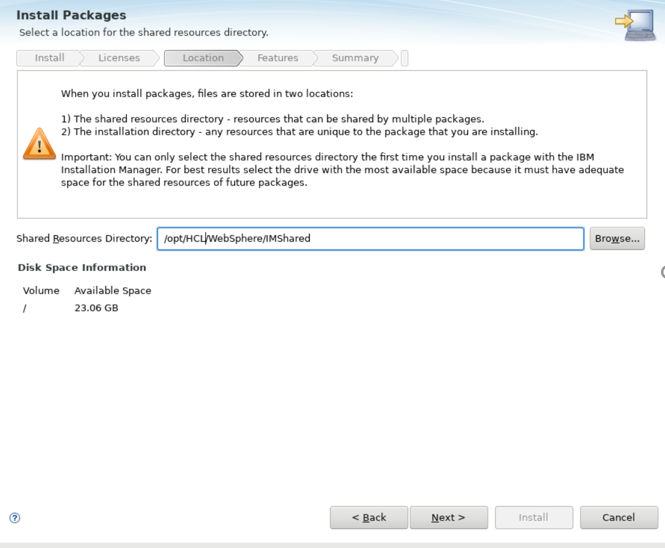 Install Packages
Select a location for the shared resources directory.
Install Licenses Location Features Summary
When you install packages, files are stored in two locations:
1) The shared resources directory - resources that can be shared by multiple packages.
2) The installation directory - any resources that are unique to the package that you are installing.
Important: You can only select the shared resources directory the first time you install a package with the IBM
Installation Manager. For best results select the drive with the most available space because it must have adequate
space for the shared resources of future packages.
Shared Resources Directory: /opt/HCL/WebSphere/IMShared Browse...
Disk Space Information
Volume Available Space
/ 23.06 GB
? < Back Next > Install Cancel